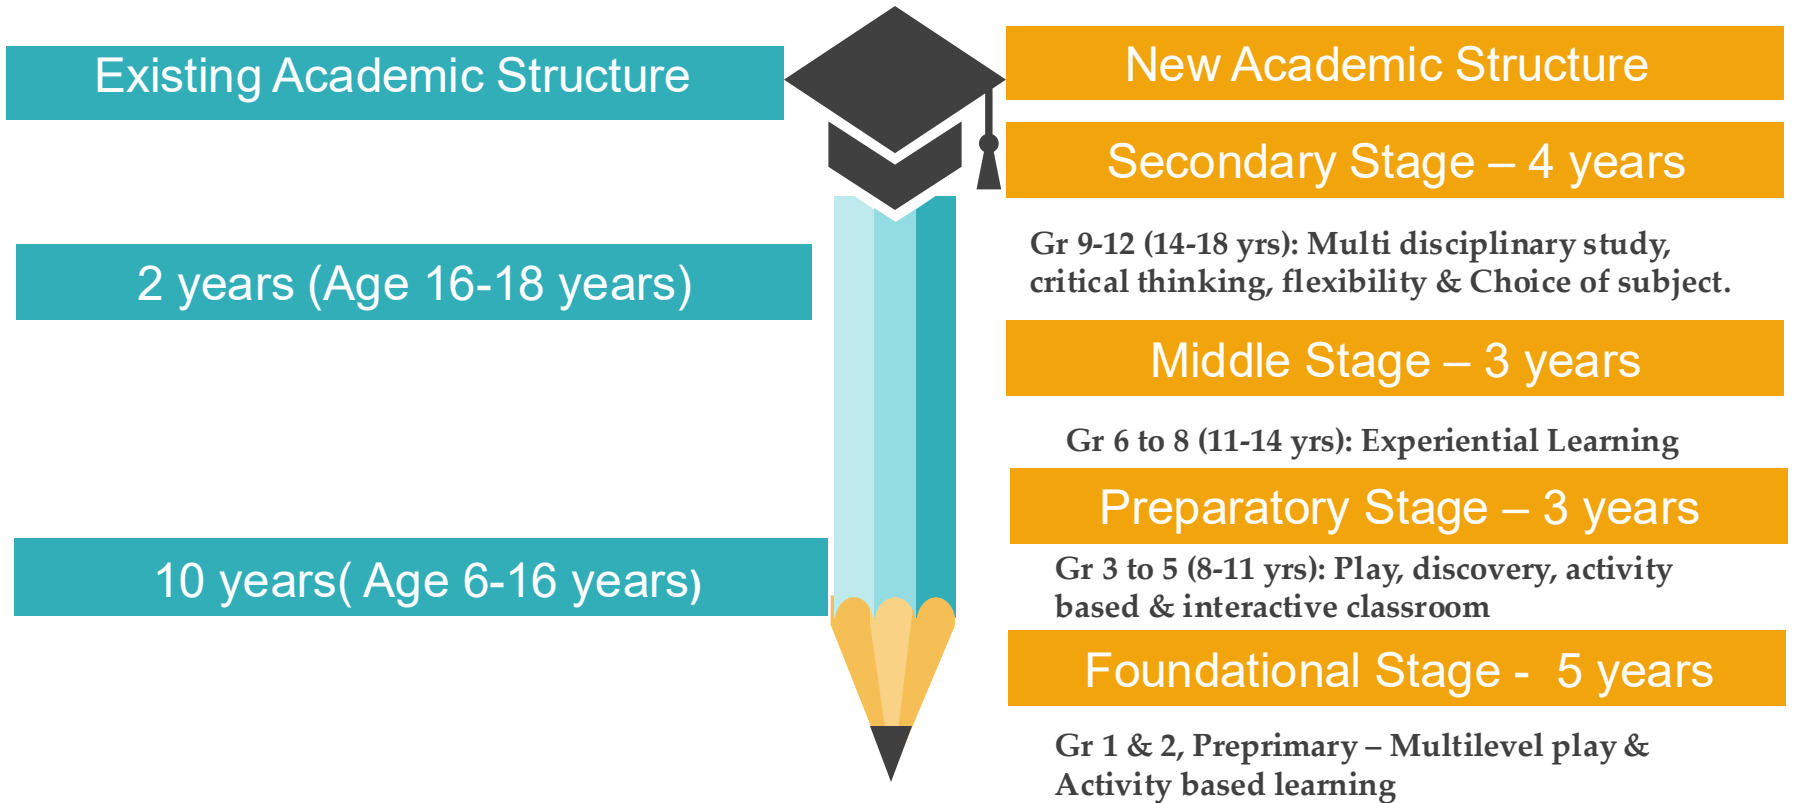 Existing Academic Structure
2 years (Age 16-18 years)
10 years( Age 6-16 years)
New Academic Structure
Secondary Stage – 4 years
Gr 9-12 (14-18 yrs): Multi disciplinary study,
critical thinking, flexibility & Choice of subject.
Middle Stage – 3 years
Gr 6 to 8 (11-14 yrs): Experiential Learning
Preparatory Stage – 3 years
Gr 3 to 5 (8-11 yrs): Play, discovery, activity
based & interactive classroom
Foundational Stage - 5 years
Gr 1 & 2, Preprimary – Multilevel play &
Activity based learning